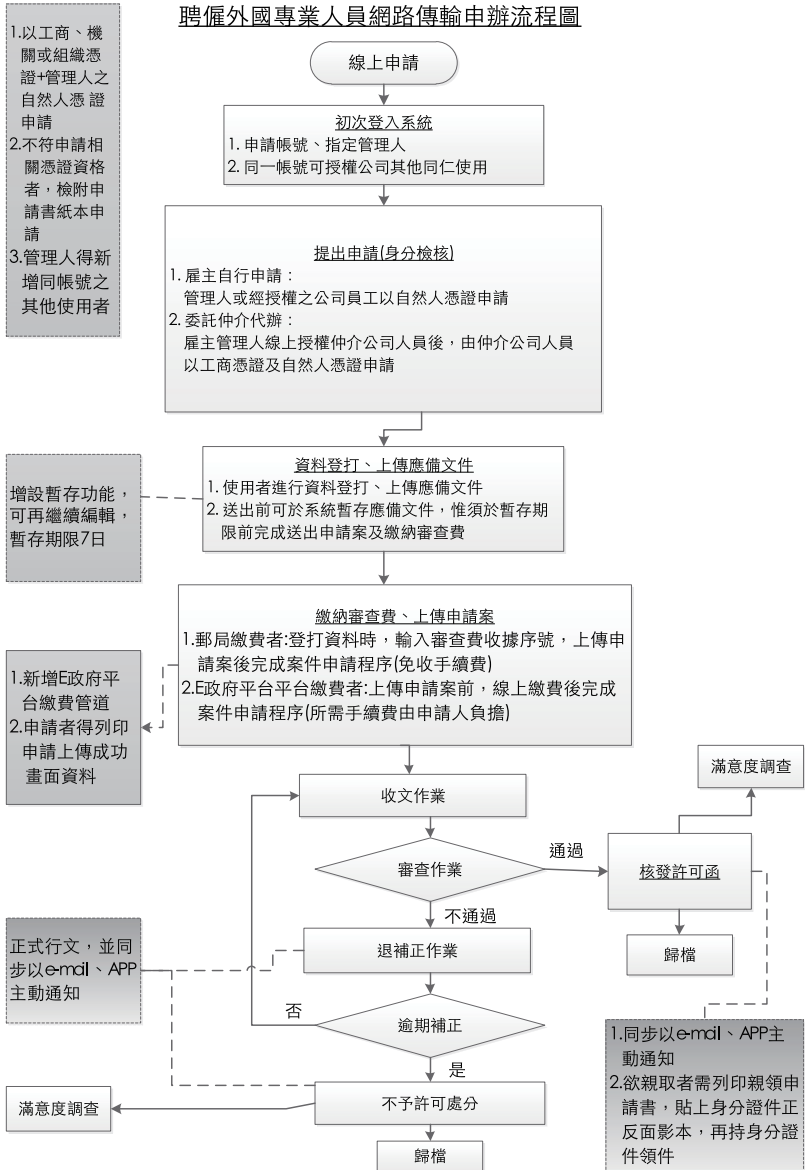 聘僱外國專業人員網路傳輸申辦流程圖
1.以工商、機
關或組織憑
證+管理人之
自然人憑 證
申請
2.不符申請相
關憑證資格
者，檢附申
請書紙本申
請
3.管理人得新
增同帳號之
其他使用者
線上申請
初次登入系統
1. 申請帳號、指定管理人
2. 同一帳號可授權公司其他同仁使用
提出申請(身分檢核)
1. 雇主自行申請：
管理人或經授權之公司員工以自然人憑證申請
2. 委託仲介代辦：
雇主管理人線上授權仲介公司人員後，由仲介公司人員
以工商憑證及自然人憑證申請
增設暫存功能，
可再繼續編輯，
暫存期限7日
資料登打、上傳應備文件
1. 使用者進行資料登打、上傳應備文件
2. 送出前可於系統暫存應備文件，惟須於暫存期
限前完成送出申請案及繳納審查費
繳納審查費、上傳申請案
1.郵局繳費者:登打資料時，輸入審查費收據序號，上傳申
請案後完成案件申請程序(免收手續費)
2.E政府平台平台繳費者:上傳申請案前，線上繳費後完成
案件申請程序(所需手續費由申請人負擔)
1.新增E政府平
台繳費管道
2.申請者得列印
申請上傳成功
畫面資料
收文作業
滿意度調查
審查作業
通過
核發許可函
不通過
歸檔
正式行文，並同
步以e-mail、APP
主動通知
退補正作業
否
逾期補正
是
1.同步以e-mail、APP主
動通知
2.欲親取者需列印親領申
請書，貼上身分證件正
反面影本，再持身分證
件領件
滿意度調查
不予許可處分
歸檔